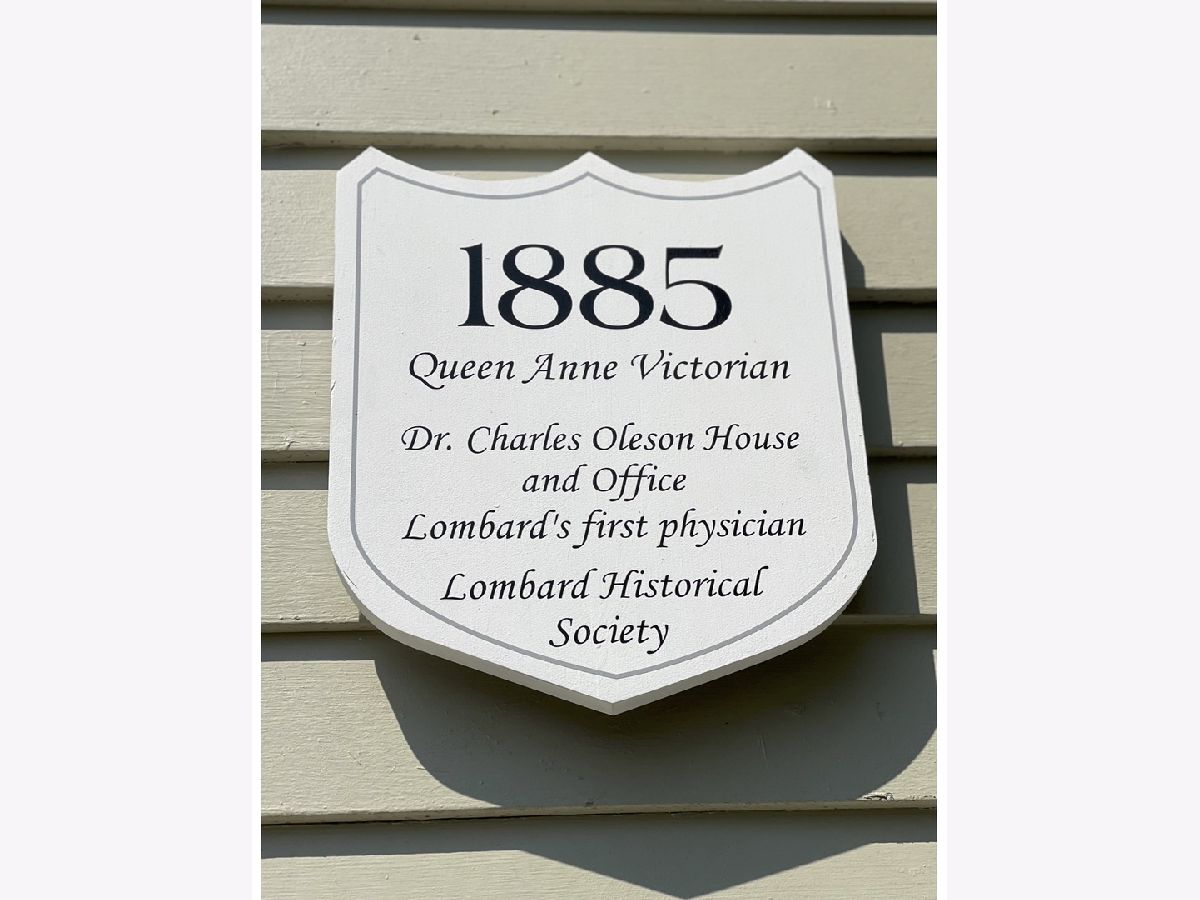 1885
Queen Anne Victorian
Dr. Charles Oleson House
and Office
Lombard's first physician
Lombard Historical
Society